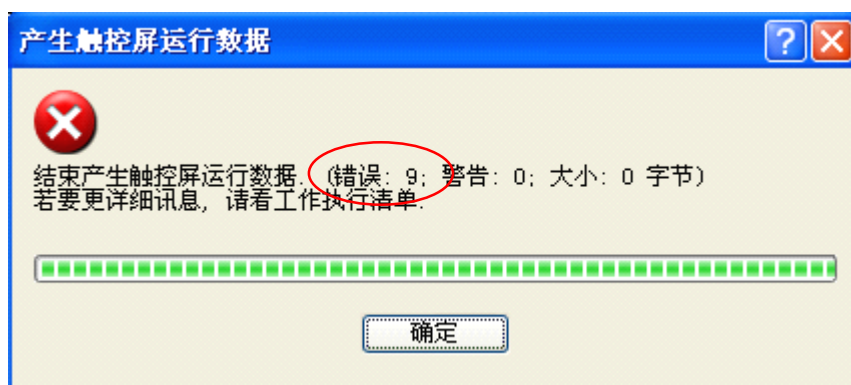 产生触控屏运行数据
结束产生触控屏运行数据. (错误: 9; 警告: 0; 大小: 0 字节)
若要更详细讯息, 请看工作执行清单.
确定